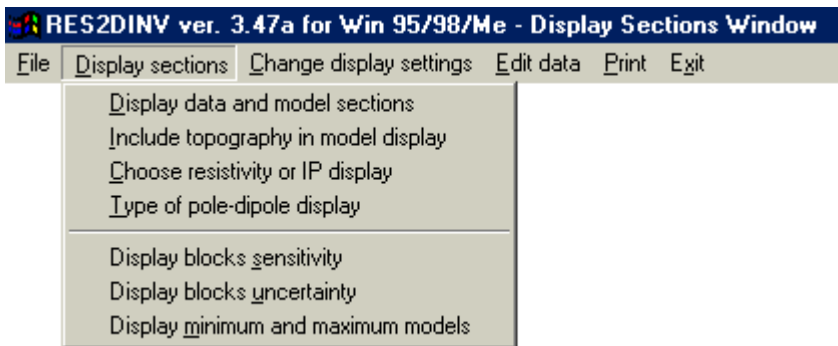 RES2DINV ver. 3.47a for Win 95/98/Me - Display Sections Window
File Display sections Change display settings Edit data Print Exit
Display data and model sections
Include topography in model display
Choose resistivity or IP display
Type of pole-dipole display
Display blocks sensitivity
Display blocks uncertainty
Display minimum and maximum models